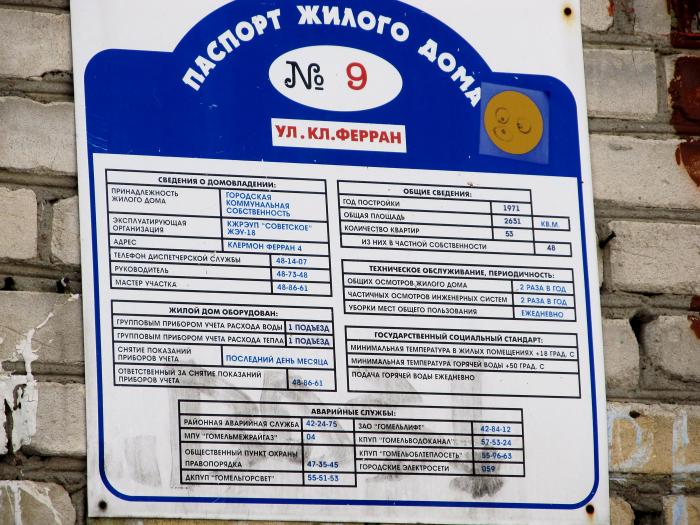 ПАСПОРТ ЖИЛОГО ДОМА
№ 9
УЛ. КЛ.ФЕРРАН
СВЕДЕНИЯ О ДОМОВЛАДЕНИИ:
ПРИНАДЛЕЖНОСТЬ
ЖИЛОГО ДОМА
ГОРОДСКАЯ
КОММУНАЛЬНАЯ
СОБСТВЕННОСТЬ
ЭКСПЛУАТИРУЮЩАЯ
ОРГАНИЗАЦИЯ
КЖРЭУП "СОВЕТСКОЕ"
ЖЭУ-18
АДРЕС КЛЕРМОН ФЕРРАН 4
ТЕЛЕФОН ДИСПЕТЧЕРСКОЙ СЛУЖБЫ 48-14-07
РУКОВОДИТЕЛЬ 48-73-48
МАСТЕР УЧАСТКА 48-86-61
ЖИЛОЙ ДОМ ОБОРУДОВАН:
ГРУППОВЫМ ПРИБОРОМ УЧЕТА РАСХОДА ВОДЫ 1 ПОДЪЕЗД
ГРУППОВЫМ ПРИБОРОМ УЧЕТА РАСХОДА ТЕПЛА 1 ПОДЪЕЗД
СНЯТИЕ ПОКАЗАНИЙ
ПРИБОРОВ УЧЕТА
ПОСЛЕДНИЙ ДЕНЬ МЕСЯЦА
ОТВЕТСТВЕННЫЙ ЗА СНЯТИЕ ПОКАЗАНИЙ
ПРИБОРОВ УЧЕТА
48-86-61
ОБЩИЕ СВЕДЕНИЯ:
ГОД ПОСТРОЙКИ 1971
ОБЩАЯ ПЛОЩАДЬ 2631 КВ.М
КОЛИЧЕСТВО КВАРТИР 53
ИЗ НИХ В ЧАСТНОЙ СОБСТВЕННОСТИ 48
ТЕХНИЧЕСКОЕ ОБСЛУЖИВАНИЕ, ПЕРИОДИЧНОСТЬ:
ОБЩИХ ОСМОТРОВ ЖИЛОГО ДОМА 2 РАЗА В ГОД
ЧАСТИЧНЫХ ОСМОТРОВ ИНЖЕНЕРНЫХ СИСТЕМ 2 РАЗА В ГОД
УБОРКИ МЕСТ ОБЩЕГО ПОЛЬЗОВАНИЯ ЕЖЕДНЕВНО
ГОСУДАРСТВЕННЫЙ СОЦИАЛЬНЫЙ СТАНДАРТ:
МИНИМАЛЬНАЯ ТЕМПЕРАТУРА В ЖИЛЫХ ПОМЕЩЕНИЯХ +18 ГРАД. С
МИНИМАЛЬНАЯ ТЕМПЕРАТУРА ГОРЯЧЕЙ ВОДЫ +50 ГРАД. С
ПОДАЧА ГОРЯЧЕЙ ВОДЫ ЕЖЕДНЕВНО
АВАРИЙНЫЕ СЛУЖБЫ:
РАЙОННАЯ АВАРИЙНАЯ СЛУЖБА 42-24-75
МПУ "ГОМЕЛЬМЕЖРАЙГАЗ" 04
ОБЩЕСТВЕННЫЙ ПУНКТ ОХРАНЫ
ПРАВОПОРЯДКА 47-35-45
ДКПУП "ГОМЕЛЬГОРСВЕТ" 55-51-53
ЗАО "ГОМЕЛЬЛИФТ" 42-84-12
КПУП "ГОМЕЛЬВОДОКАНАЛ" 57-53-24
КПУП "ГОМЕЛЬОБЛТЕПЛОСЕТЬ" 55-96-63
ГОРОДСКИЕ ЭЛЕКТРОСЕТИ 059